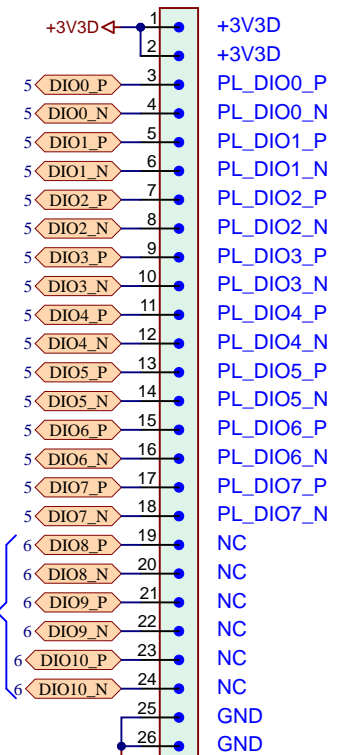 +3V3D 1 +3V3D
2 +3V3D
5 DIO0_P 3 PL_DIO0_P
5 DIO0_N 4 PL_DIO0_N
5 DIO1_P 5 PL_DIO1_P
5 DIO1_N 6 PL_DIO1_N
5 DIO2_P 7 PL_DIO2_P
5 DIO2_N 8 PL_DIO2_N
5 DIO3_P 9 PL_DIO3_P
5 DIO3_N 10 PL_DIO3_N
5 DIO4_P 11 PL_DIO4_P
5 DIO4_N 12 PL_DIO4_N
5 DIO5_P 13 PL_DIO5_P
5 DIO5_N 14 PL_DIO5_N
5 DIO6_P 15 PL_DIO6_P
5 DIO6_N 16 PL_DIO6_N
5 DIO7_P 17 PL_DIO7_P
5 DIO7_N 18 PL_DIO7_N
6 DIO8_P 19 NC
6 DIO8_N 20 NC
6 DIO9_P 21 NC
6 DIO9_N 22 NC
6 DIO10_P 23 NC
6 DIO10_N 24 NC
25 GND
26 GND